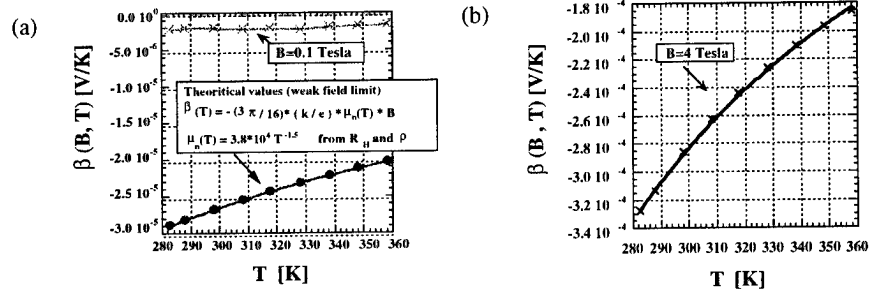 (a)
β (B, T) [V/K]
0.0 10⁰
-5.0 10⁻⁶
-1.0 10⁻⁵
-1.5 10⁻⁵
-2.0 10⁻⁵
-2.5 10⁻⁵
-3.0 10⁻⁵
B=0.1 Tesla
Theoritical values (weak field limit)
β (T) = - (3 π / 16)* ( k / e ) * μₙ(T) * B
μₙ(T) = 3.8*10⁴ T⁻¹·⁵ from R_H and ρ
280 290 300 310 320 330 340 350 360
T [K]
(b)
β (B , T) [V/K]
-1.8 10⁻⁴
-2.0 10⁻⁴
-2.2 10⁻⁴
-2.4 10⁻⁴
-2.6 10⁻⁴
-2.8 10⁻⁴
-3.0 10⁻⁴
-3.2 10⁻⁴
-3.4 10⁻⁴
B=4 Tesla
280 290 300 310 320 330 340 350 360
T [K]